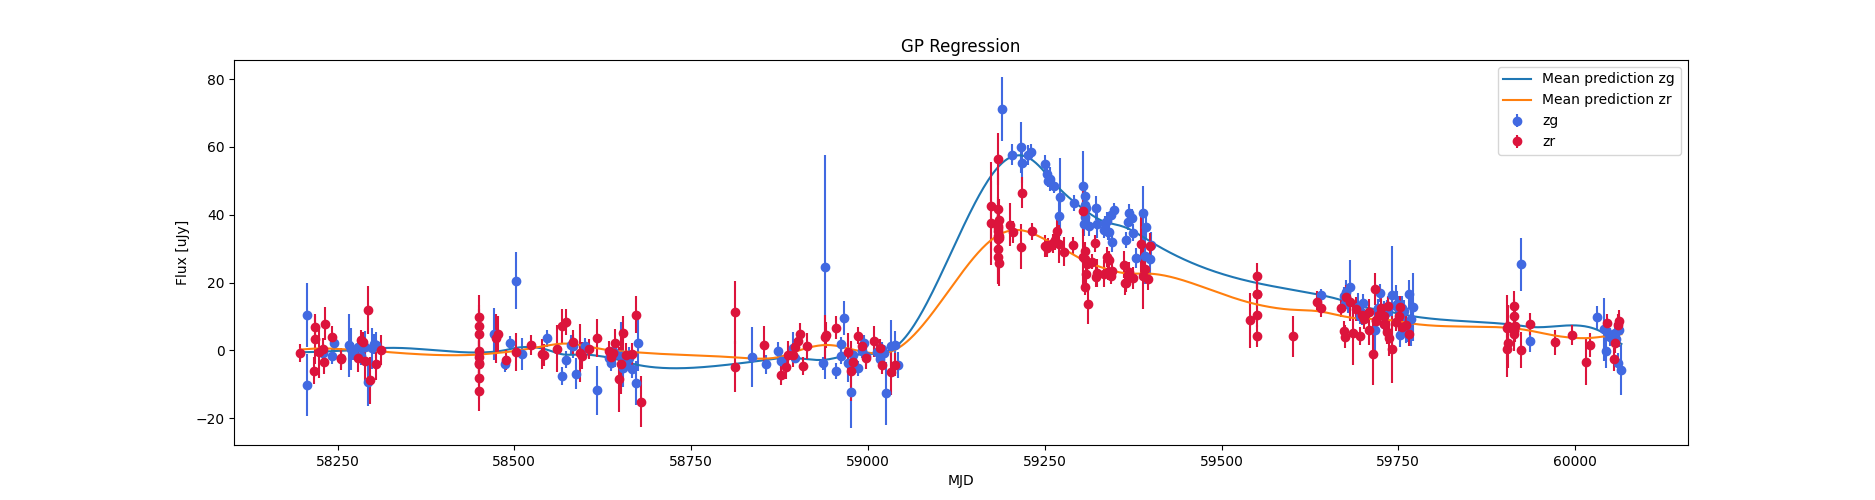 GP Regression
Flux [uJy]
80
60
40
20
0
−20
Mean prediction zg
Mean prediction zr
zg
zr
58250
58500
58750
59000
59250
59500
59750
60000
MJD